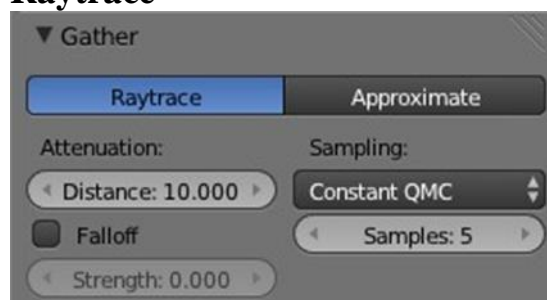 Raytrace
Gather
Raytrace Approximate
Attenuation: Sampling:
Distance: 10.000 Constant QMC
Falloff Samples: 5
Strength: 0.000